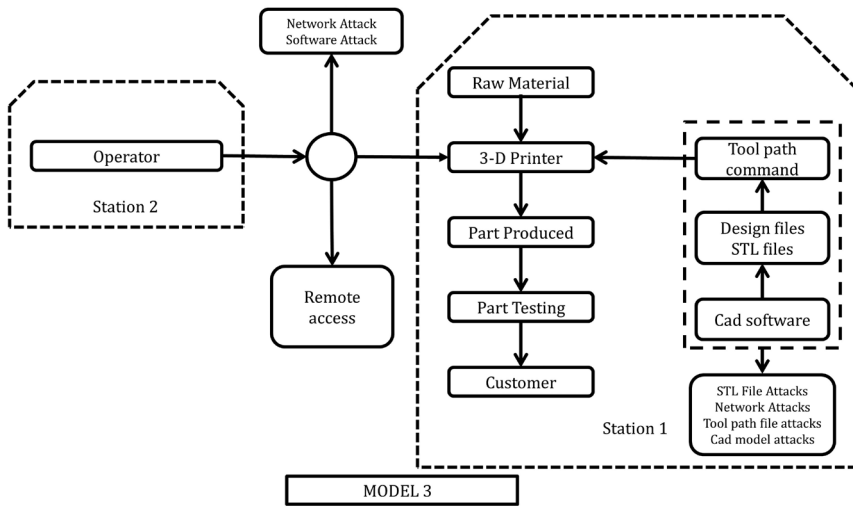 Network Attack
Software Attack
Raw Material
Operator
3-D Printer
Tool path
command
Station 2
Part Produced
Design files
STL files
Remote
access
Part Testing
Cad software
Customer
STL File Attacks
Network Attacks
Tool path file attacks
Cad model attacks
Station 1
MODEL 3